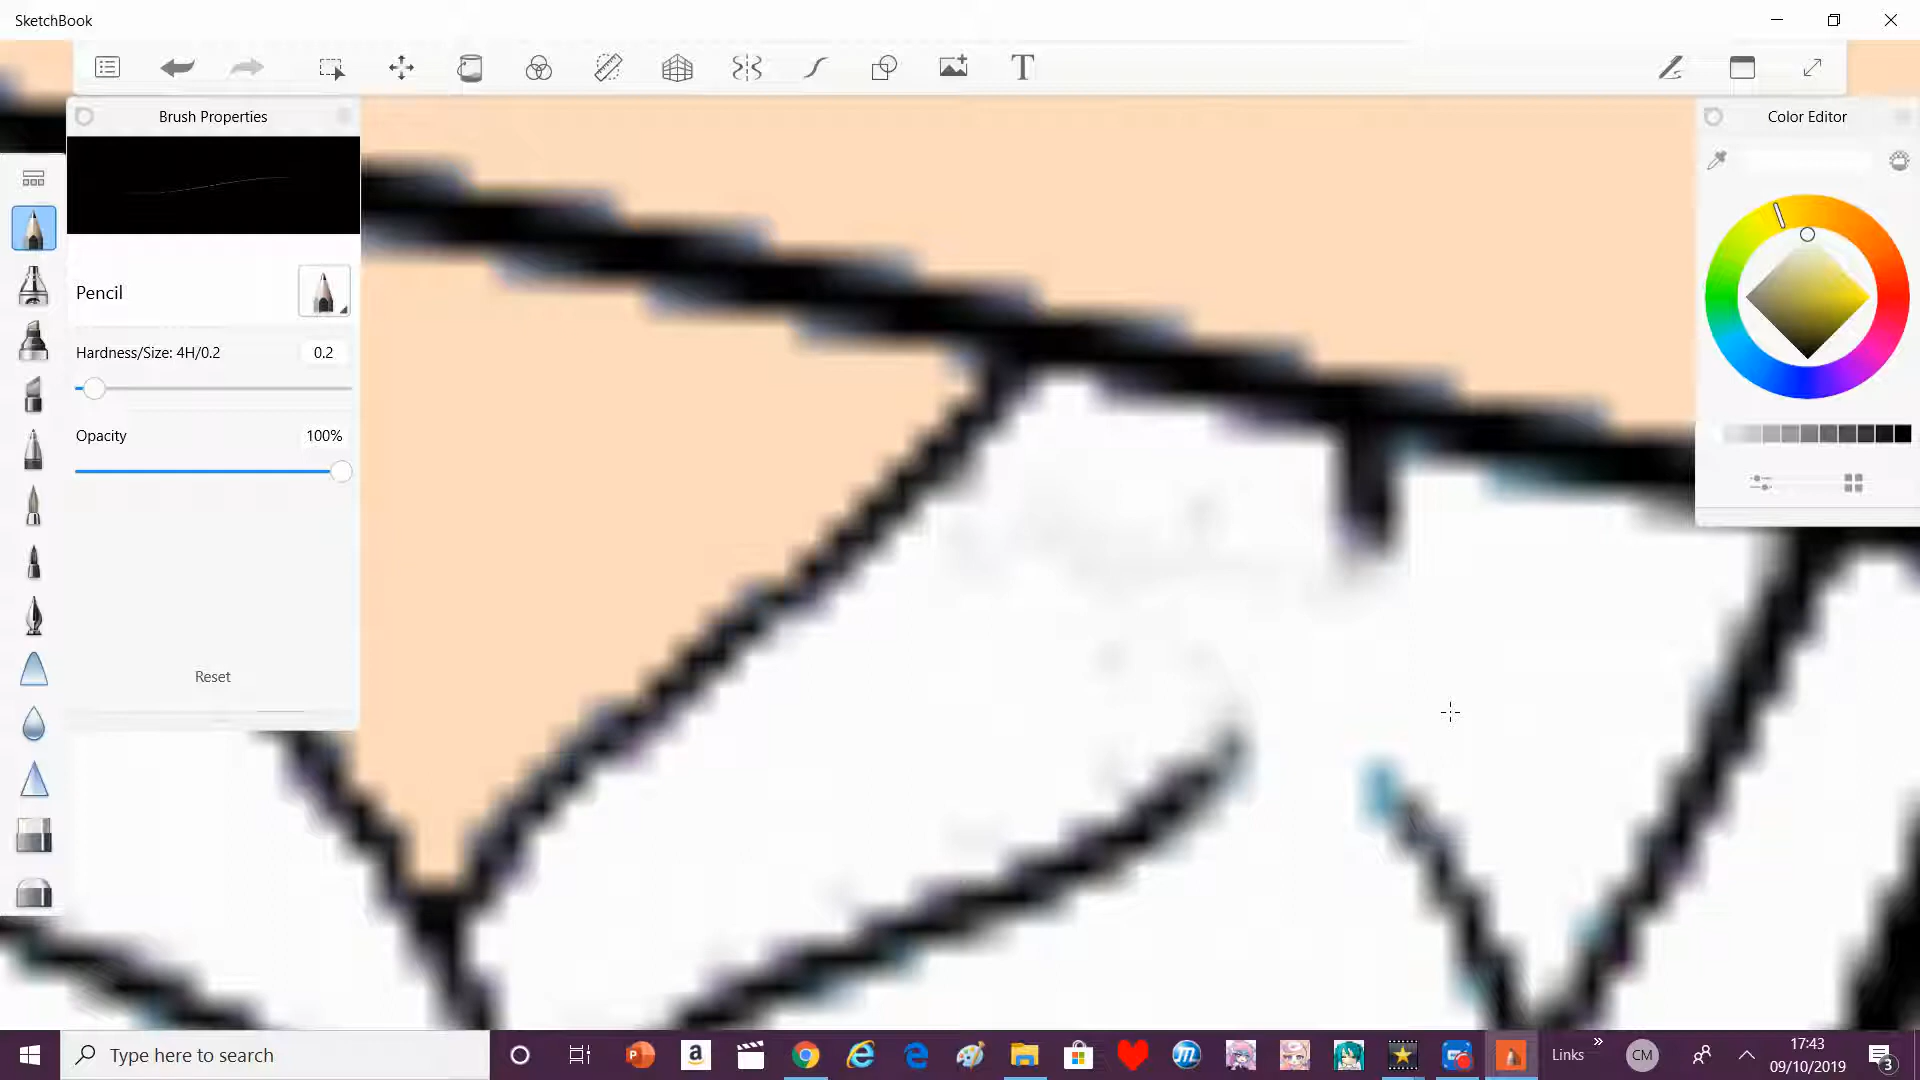 SketchBook
T
Brush Properties
Color Editor
Pencil
Hardness/Size: 4H/0.2
0.2
Opacity
100%
Reset
Type here to search
Links
CM
17:43
09/10/2019
3